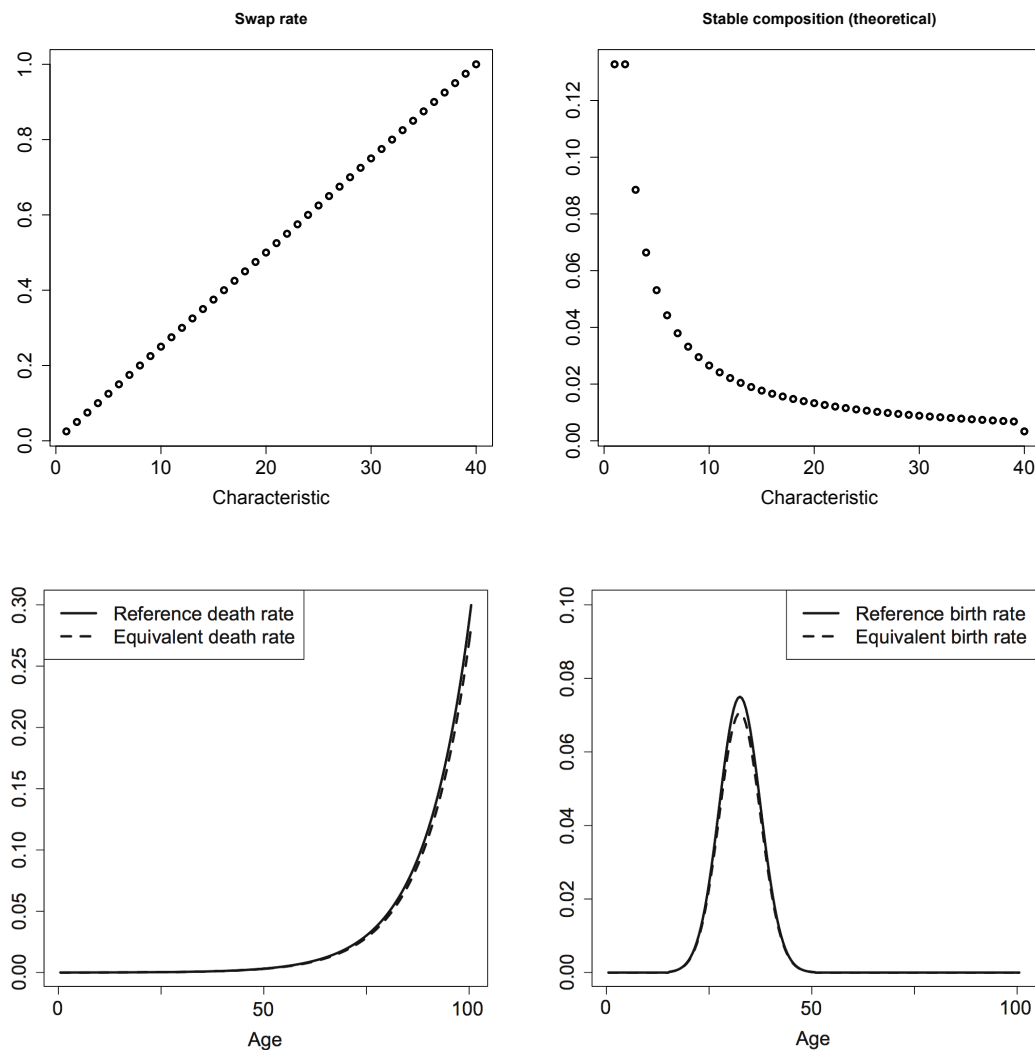 Swap rate
1.0
0.8
0.6
0.4
0.2
0.0
0 10 20 30 40
Characteristic
Stable composition (theoretical)
0.12
0.10
0.08
0.06
0.04
0.02
0.00
0 10 20 30 40
Characteristic
Reference death rate
Equivalent death rate
0.30
0.25
0.20
0.15
0.10
0.05
0.00
0 50 100
Age
Reference birth rate
Equivalent birth rate
0.10
0.08
0.06
0.04
0.02
0.00
0 50 100
Age